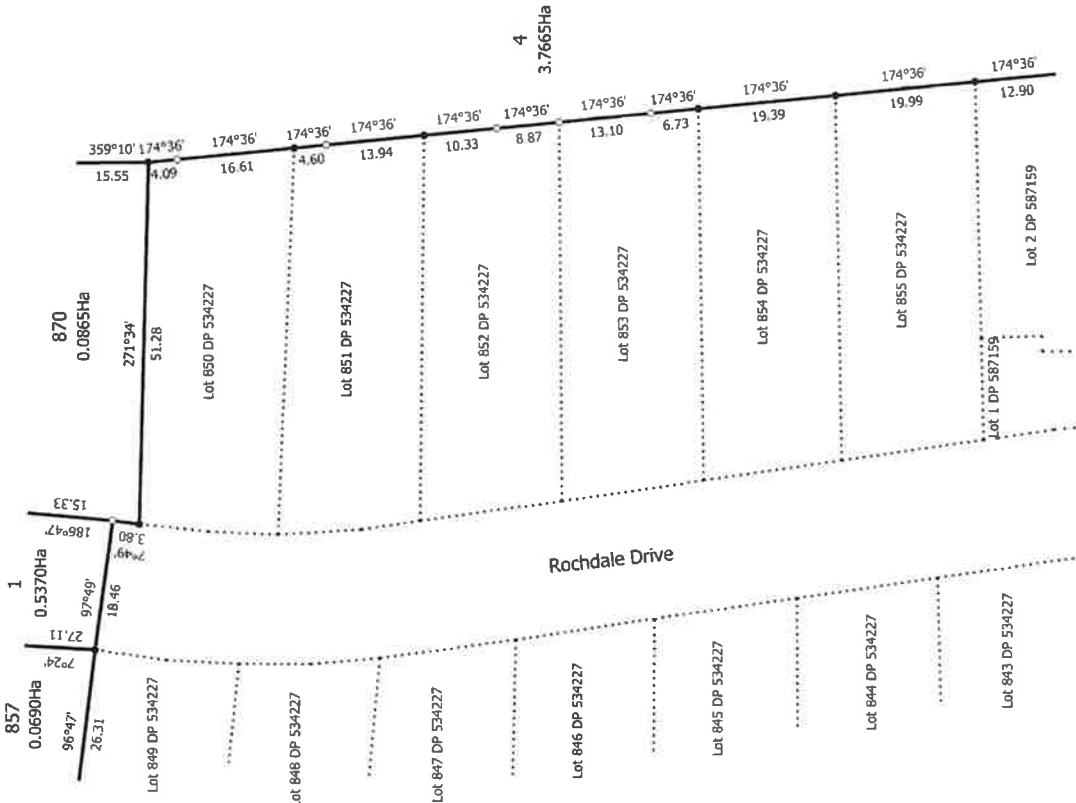 4
3.7665Ha
359°10'
15.55
174°36'
4.09
174°36'
16.61
174°36'
4.60
174°36'
13.94
174°36'
10.33
174°36'
8.87
174°36'
13.10
174°36'
6.73
174°36'
19.39
174°36'
19.99
174°36'
12.90
870
0.0865Ha
271°34'
51.28
Lot 850 DP 534227
Lot 851 DP 534227
Lot 852 DP 534227
Lot 853 DP 534227
Lot 854 DP 534227
Lot 855 DP 534227
Lot 2 DP 587159
Lot 1 DP 587159
15.33
186°47'
3.80
7°49'
1
0.5370Ha
97°49'
18.46
Rochdale Drive
27.11
7°24'
857
0.0690Ha
96°47'
26.31
Lot 849 DP 534227
Lot 848 DP 534227
Lot 847 DP 534227
Lot 846 DP 534227
Lot 845 DP 534227
Lot 844 DP 534227
Lot 843 DP 534227